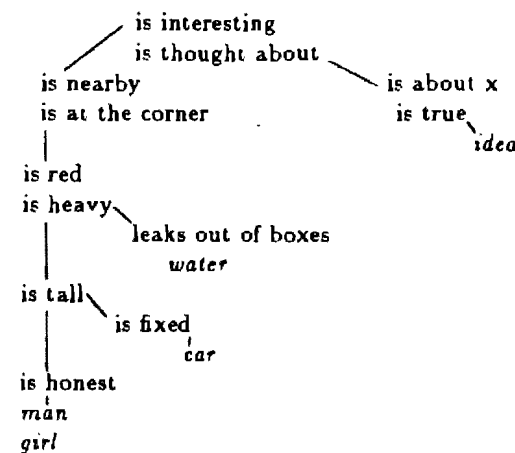 is interesting
is thought about
is nearby
is about x
is at the corner
is true
idea
is red
is heavy
leaks out of boxes
water
is tall
is fixed
car
is honest
man
girl